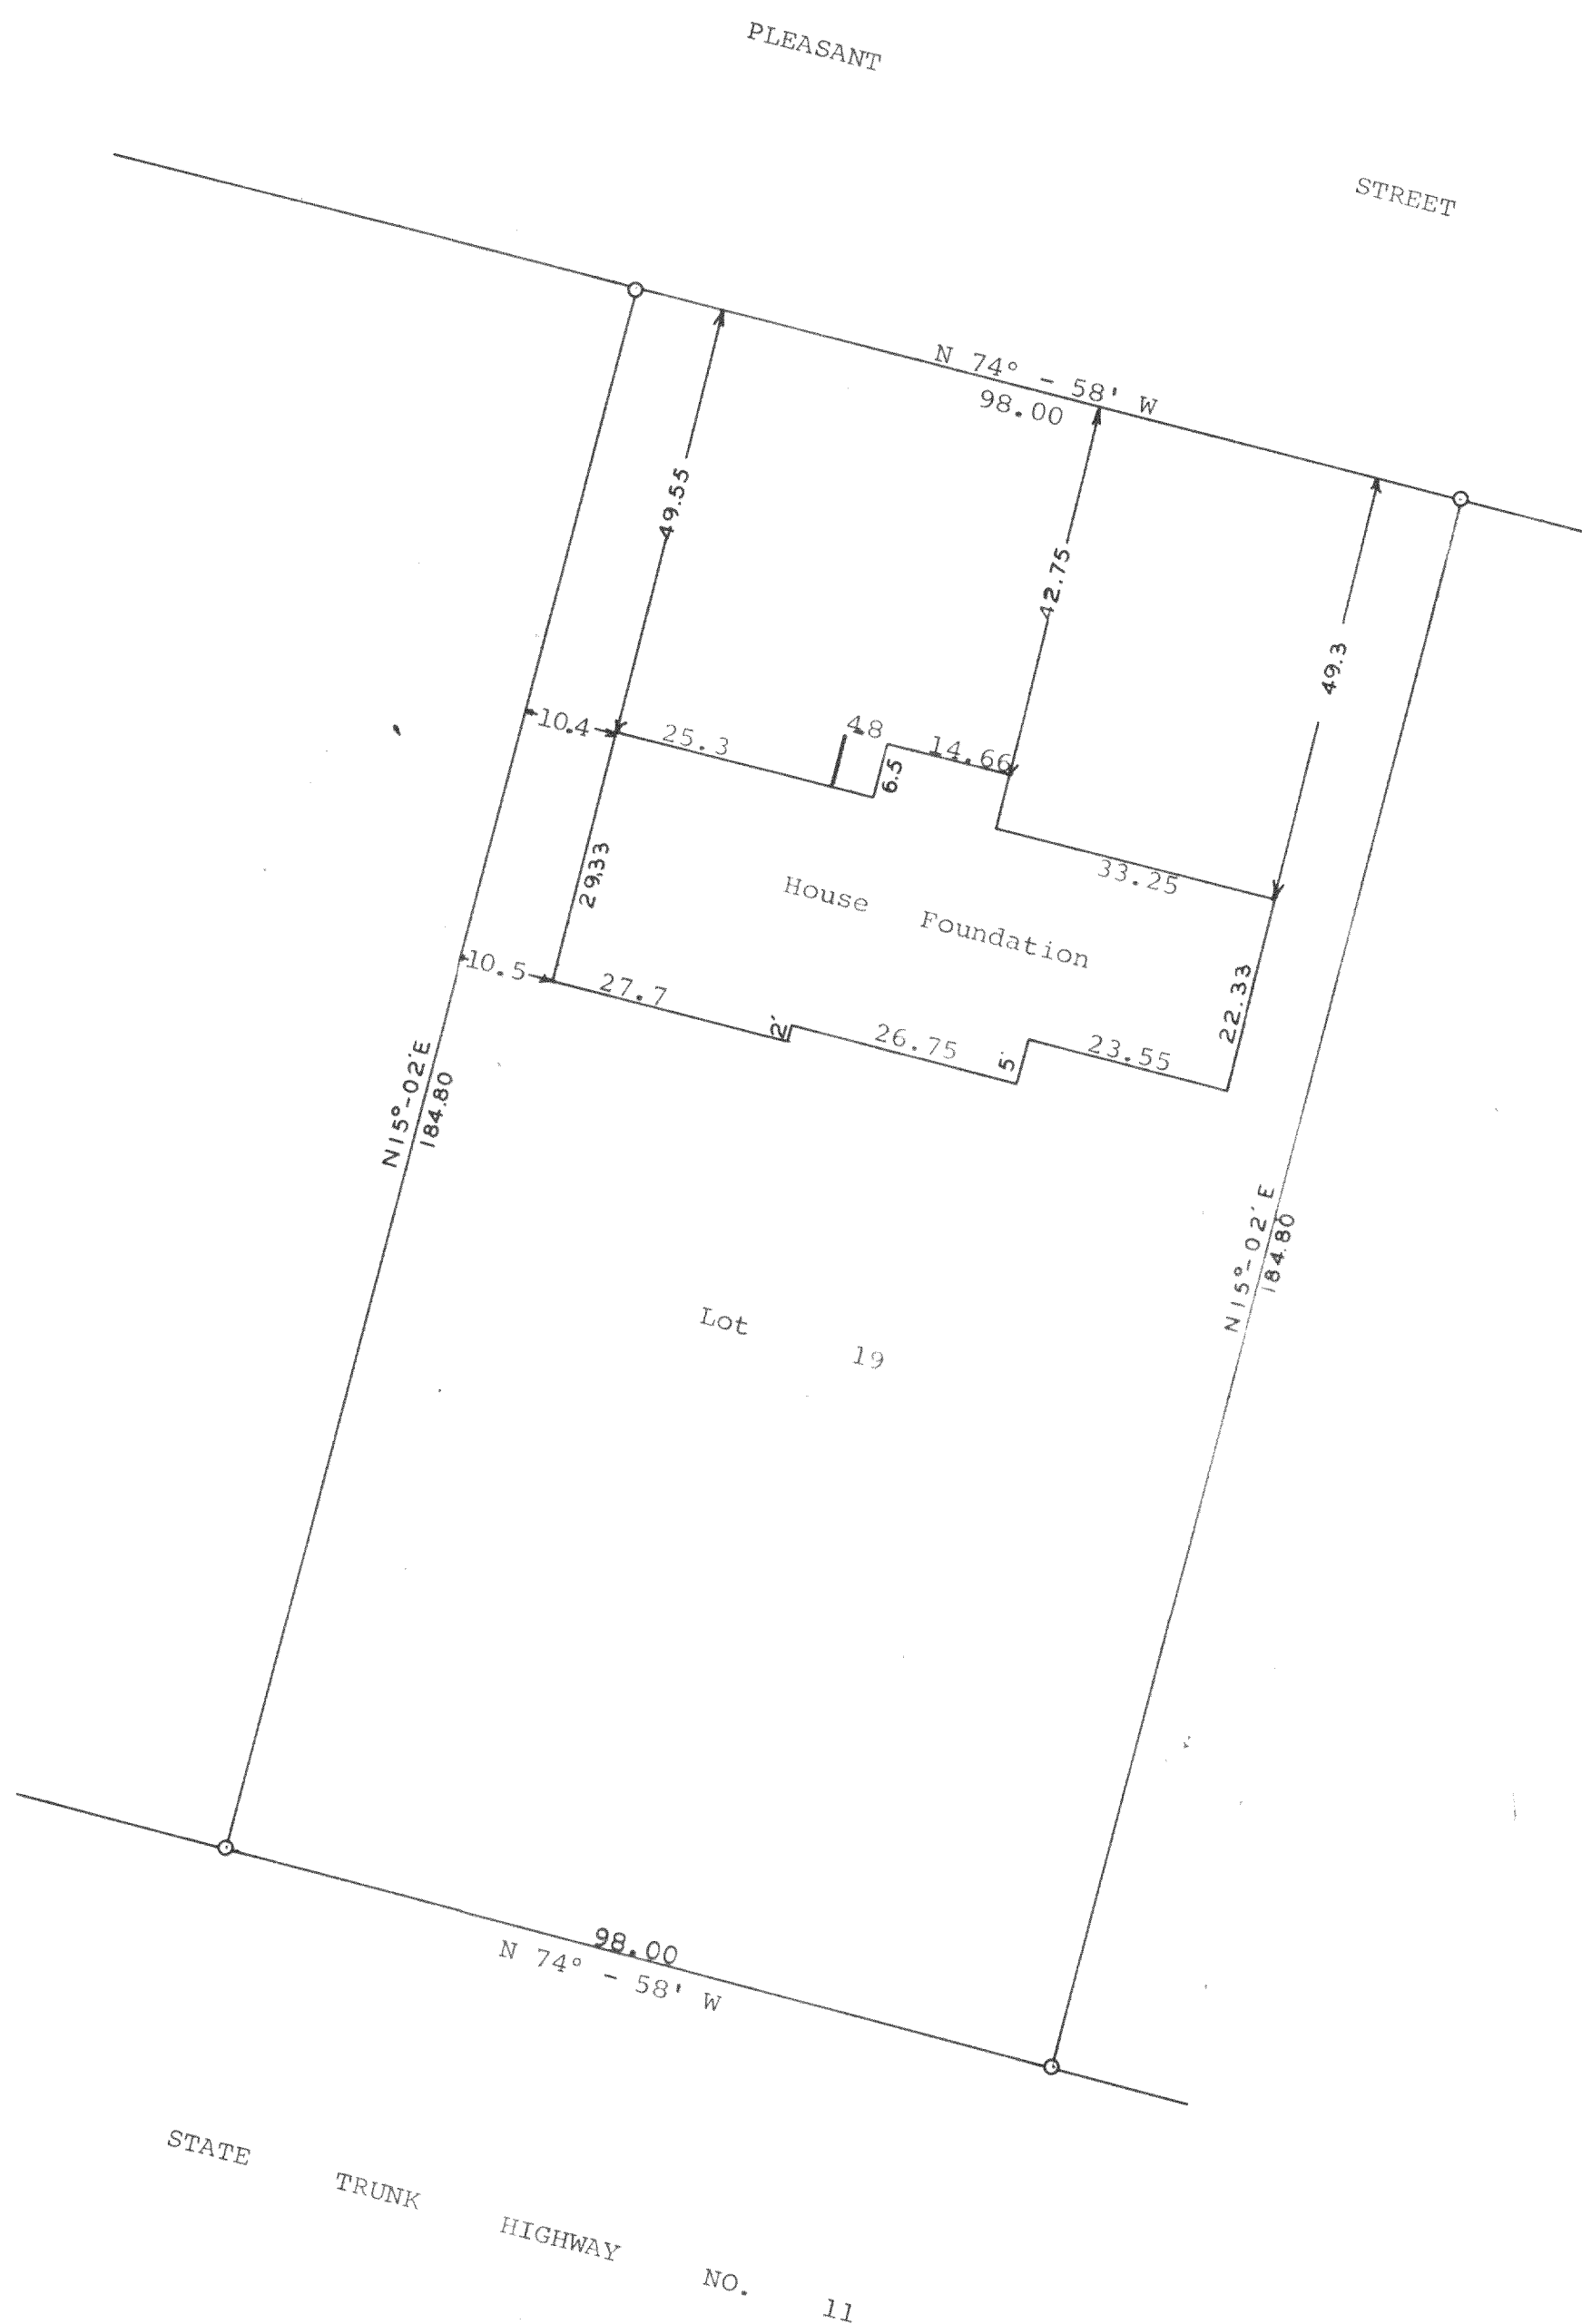 PLEASANT STREET
N 74° - 58' W
98.00
49.55
42.75
49.3
10.4
25.3
4.8
6.5
14.66
33.25
29.33
House Foundation
22.33
10.5
27.7
2'
26.75
5'
23.55
N15°-02'E
184.80
N15°-02'E
184.80
Lot 19
98.00
N 74° - 58' W
STATE TRUNK HIGHWAY NO. 11